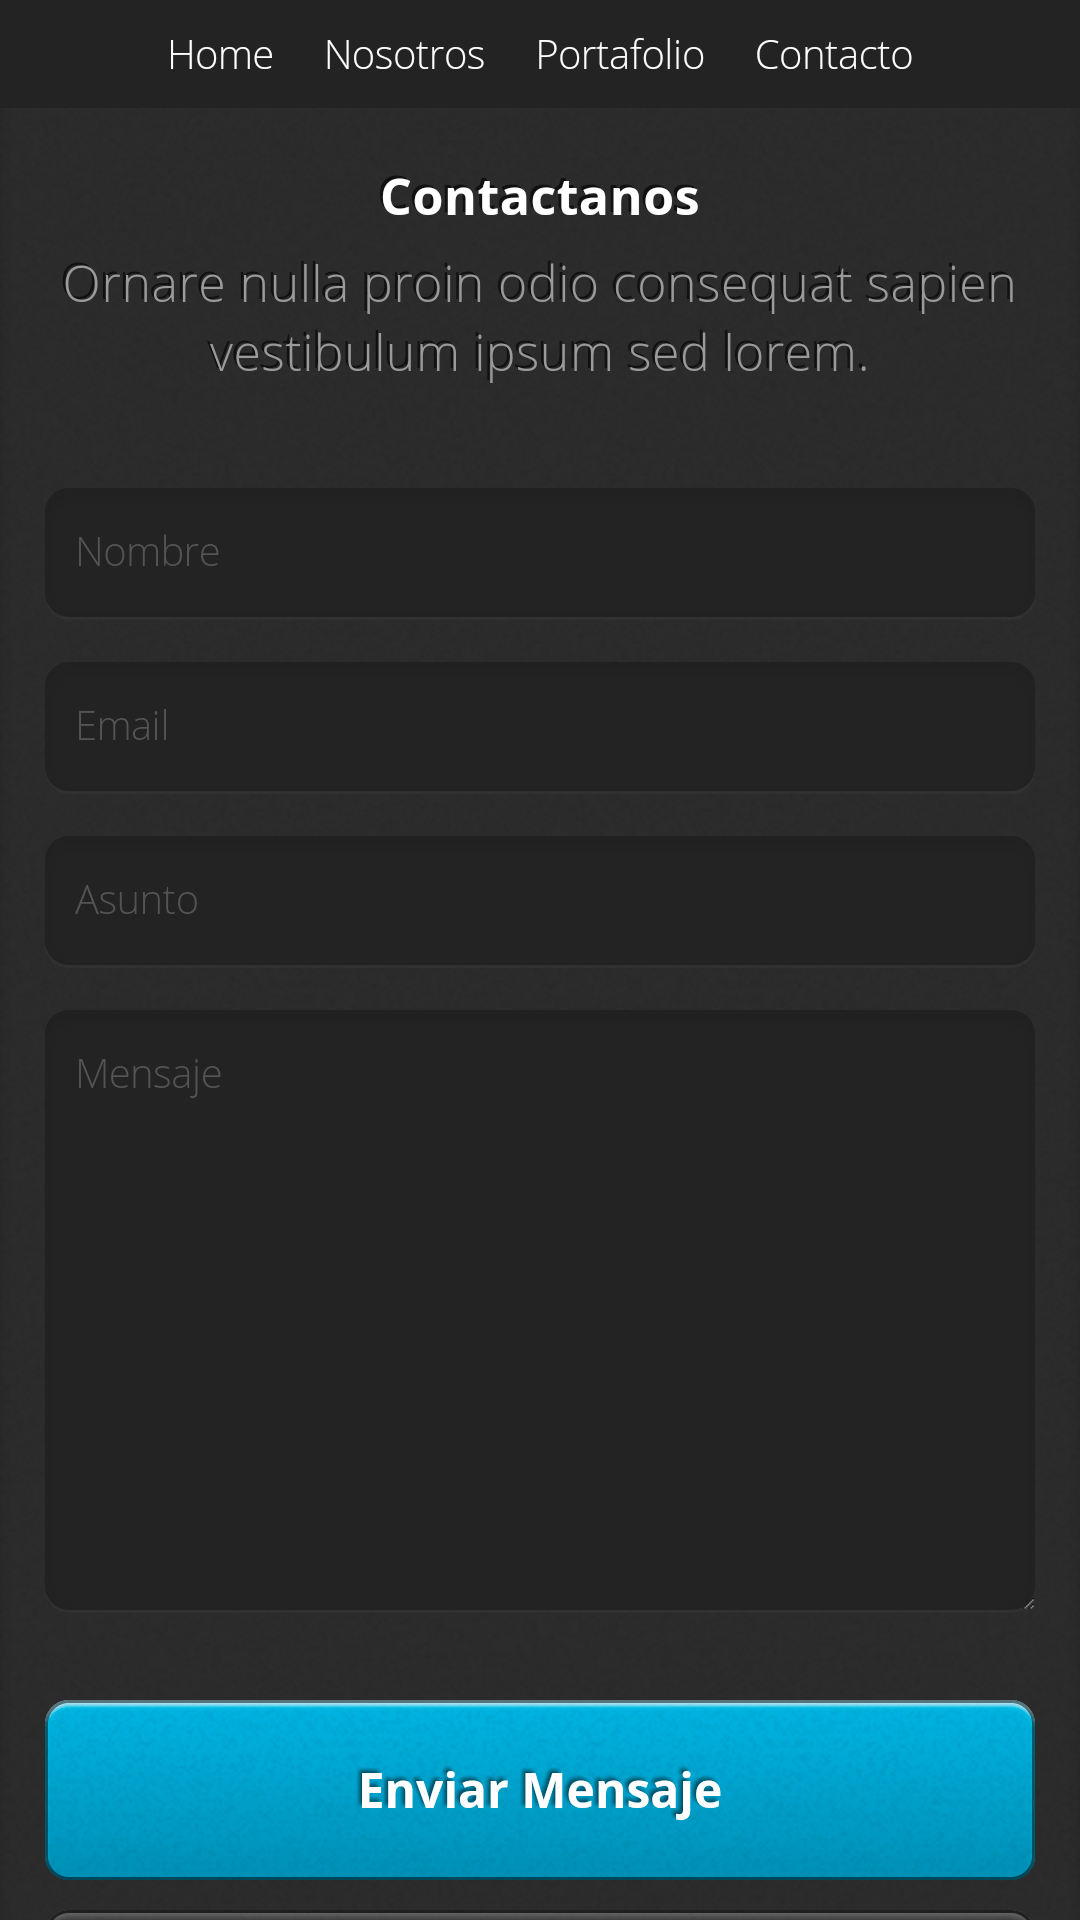 Home Nosotros Portafolio Contacto
Contactanos
Ornare nulla proin odio consequat sapien
vestibulum ipsum sed lorem.
Nombre
Email
Asunto
Mensaje
Enviar Mensaje